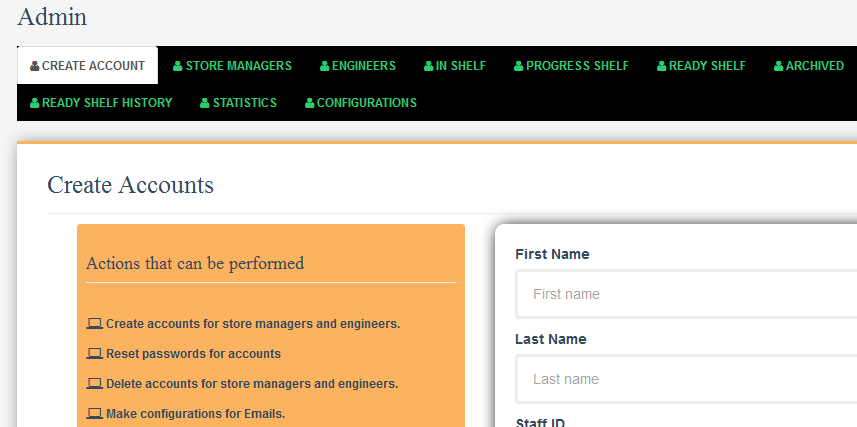 Admin
CREATE ACCOUNT STORE MANAGERS ENGINEERS IN SHELF PROGRESS SHELF READY SHELF ARCHIVED
READY SHELF HISTORY STATISTICS CONFIGURATIONS
Create Accounts
Actions that can be performed
Create accounts for store managers and engineers.
Reset passwords for accounts
Delete accounts for store managers and engineers.
Make configurations for Emails.
First Name
First name
Last Name
Last name
Staff ID